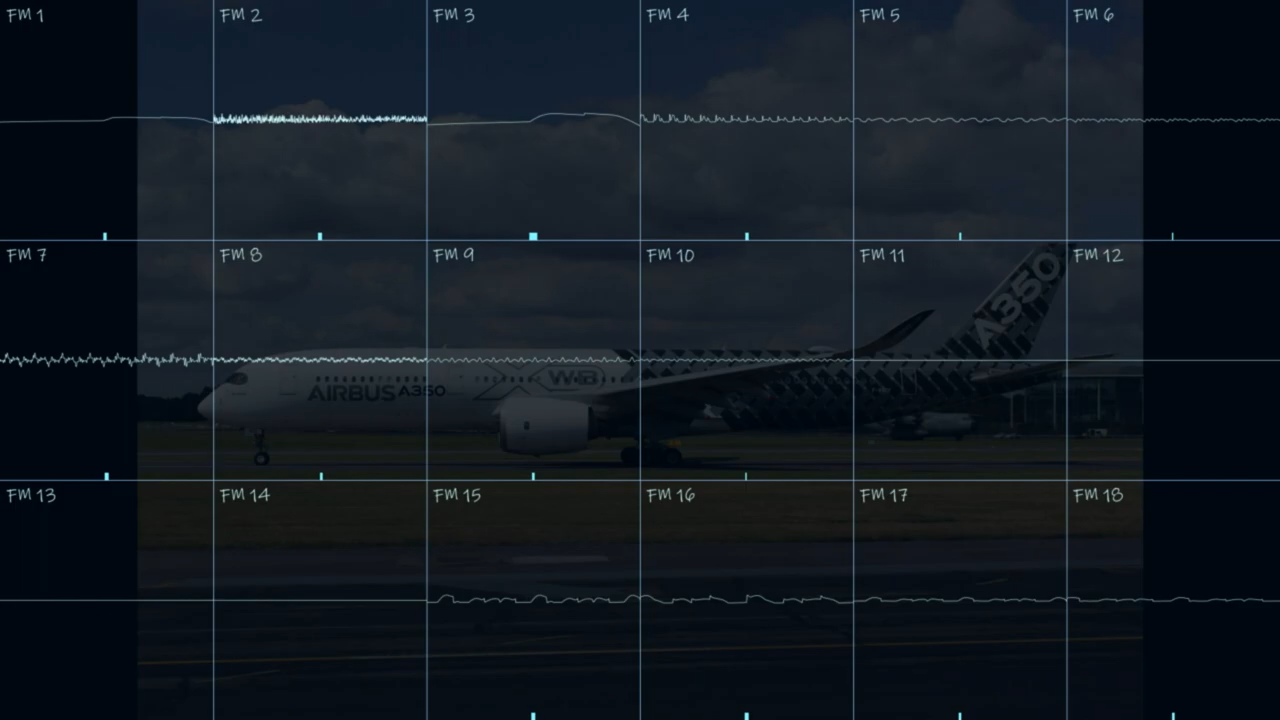 FM 1
FM 2
FM 3
FM 4
FM 5
FM 6
FM 7
FM 8
FM 9
FM 10
FM 11
FM 12
A350
XWB
AIRBUS A350
FM 13
FM 14
FM 15
FM 16
FM 17
FM 18